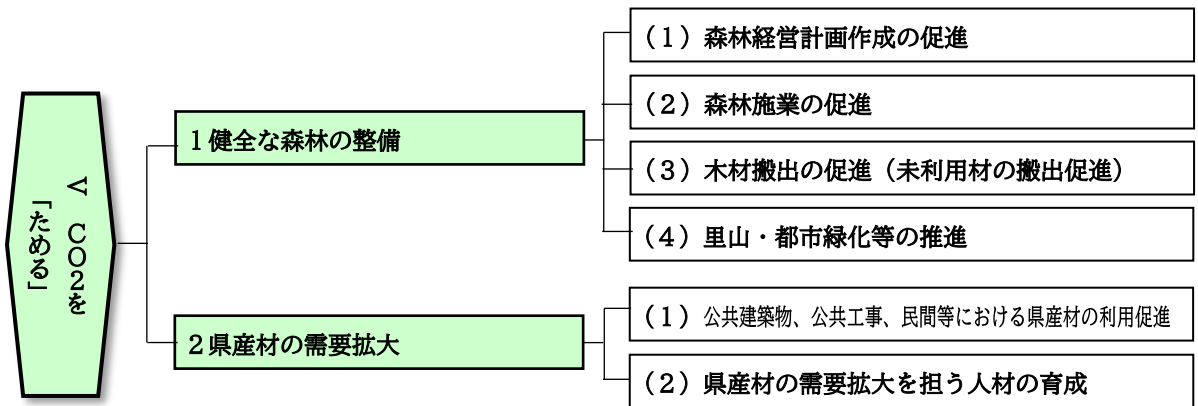 Ⅴ CO2を
「ためる」
1健全な森林の整備
（1）森林経営計画作成の促進
（2）森林施業の促進
（3）木材搬出の促進（未利用材の搬出促進）
（4）里山・都市緑化等の推進
2県産材の需要拡大
（1）公共建築物、公共工事、民間等における県産材の利用促進
（2）県産材の需要拡大を担う人材の育成